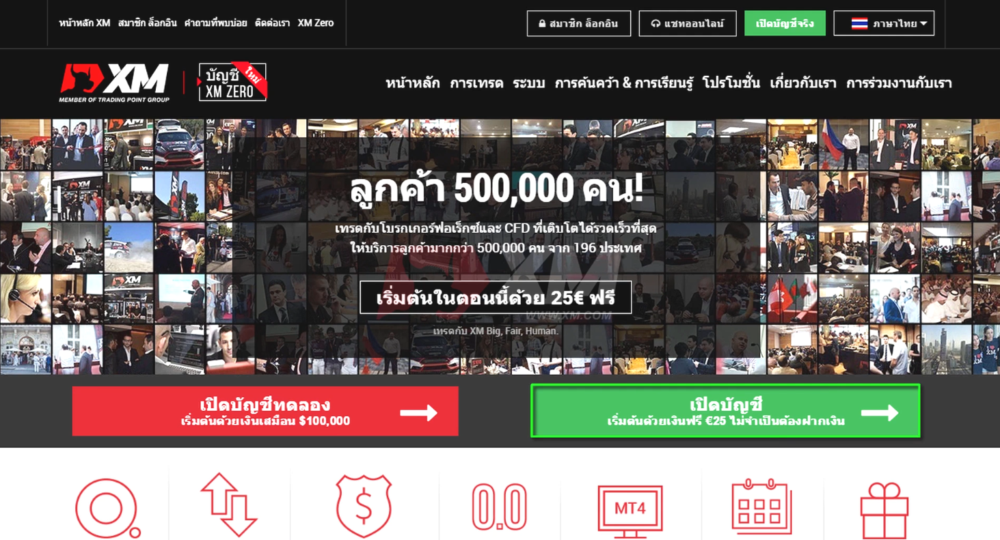 หน้าหลัก XM สมาชิก ล็อกอิน คำถามที่พบบ่อย ติดต่อเรา XM Zero
สมาชิก ล็อกอิน แชทออนไลน์ เปิดบัญชีจริง ภาษาไทย
XM
MEMBER OF TRADING POINT GROUP
บัญชี
XM ZERO
ใหม่
หน้าหลัก การเทรด ระบบ การค้นคว้า & การเรียนรู้ โปรโมชั่น เกี่ยวกับเรา การร่วมงานกับเรา
ลูกค้า 500,000 คน!
เทรดกับโบรกเกอร์ฟอเร็กซ์และ CFD ที่เติบโตได้รวดเร็วที่สุด
ให้บริการลูกค้ามากกว่า 500,000 คน จาก 196 ประเทศ
เริ่มต้นในตอนนี้ด้วย 25€ ฟรี
XM
WWW.XM.COM
เทรดกับ XM Big, Fair, Human.
เปิดบัญชีทดลอง
เริ่มต้นด้วยเงินเสมือน $100,000
เปิดบัญชี
เริ่มต้นด้วยเงินฟรี €25 ไม่จำเป็นต้องฝากเงิน
$
0.0
MT4